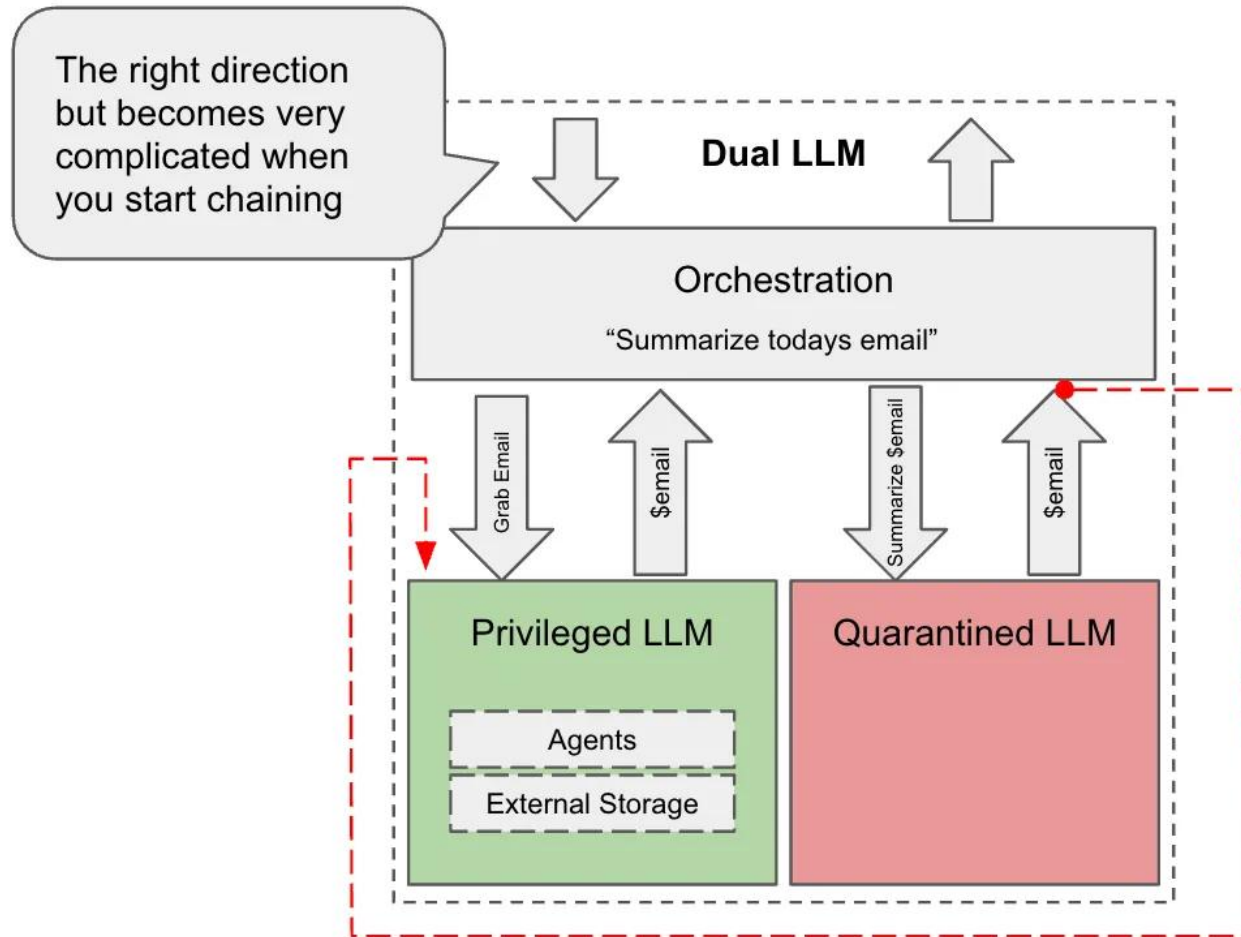 The right direction
but becomes very
complicated when
you start chaining
Dual LLM
Orchestration
“Summarize todays email”
Grab Email
$email
Summarize $email
$email
Privileged LLM
Agents
External Storage
Quarantined LLM